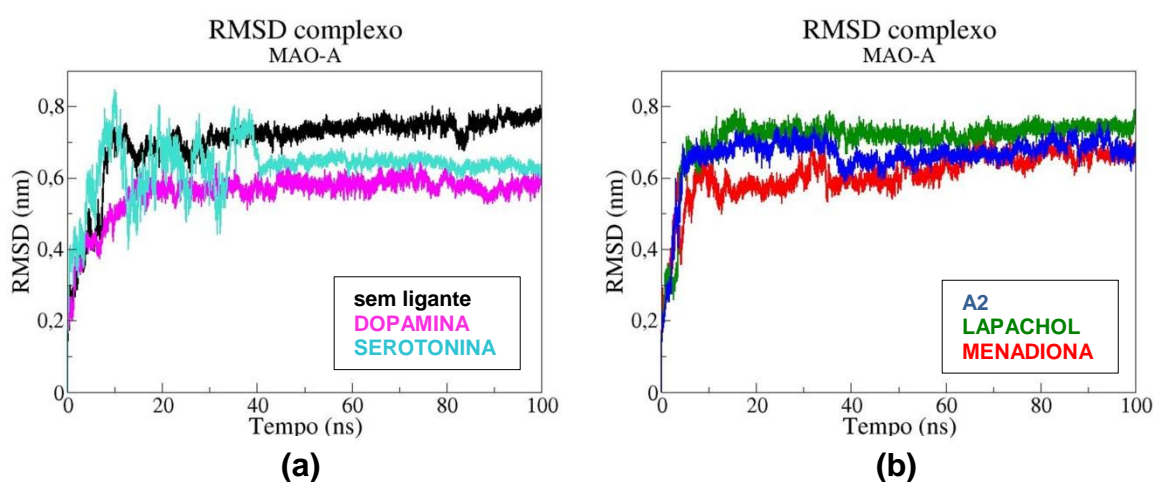 RMSD complexo
MAO-A
RMSD (nm)
0,8
0,6
0,4
0,2
0
sem ligante
DOPAMINA
SEROTONINA
0 20 40 60 80 100
Tempo (ns)
(a)
RMSD complexo
MAO-A
RMSD (nm)
0,8
0,6
0,4
0,2
0
A2
LAPACHOL
MENADIONA
0 20 40 60 80 100
Tempo (ns)
(b)